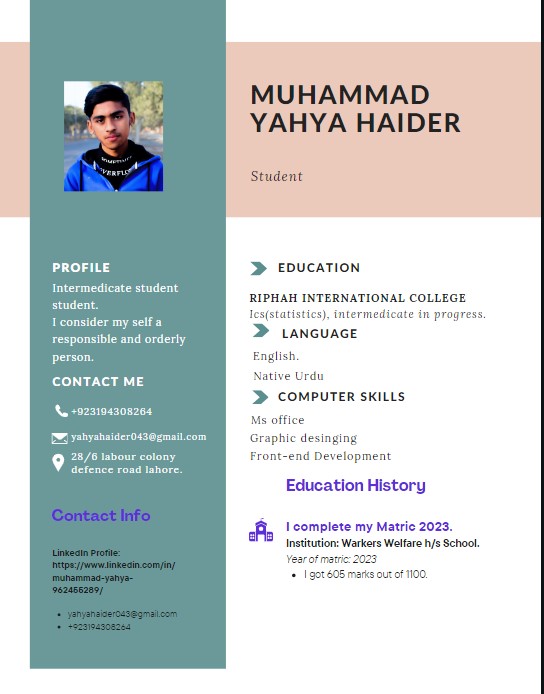 MUHAMMAD
YAHYA HAIDER
Student
PROFILE
Intermediate student
student.
I consider my self a
responsible and orderly
person.
CONTACT ME
+923194308264
yahyahaider043@gmail.com
28/6 labour colony
defence road lahore.
Contact Info
LinkedIn Profile:
https://www.linkedin.com/in/
muhammad-yahya-
962455289/
yahyahaider043@gmail.com
+923194308264
EDUCATION
RIPHAH INTERNATIONAL COLLEGE
Ics(statistics), intermediate in progress.
LANGUAGE
English.
Native Urdu
COMPUTER SKILLS
Ms office
Graphic desinging
Front-end Development
Education History
I complete my Matric 2023.
Institution: Warkers Welfare h/s School.
Year of matric: 2023
I got 605 marks out of 1100.